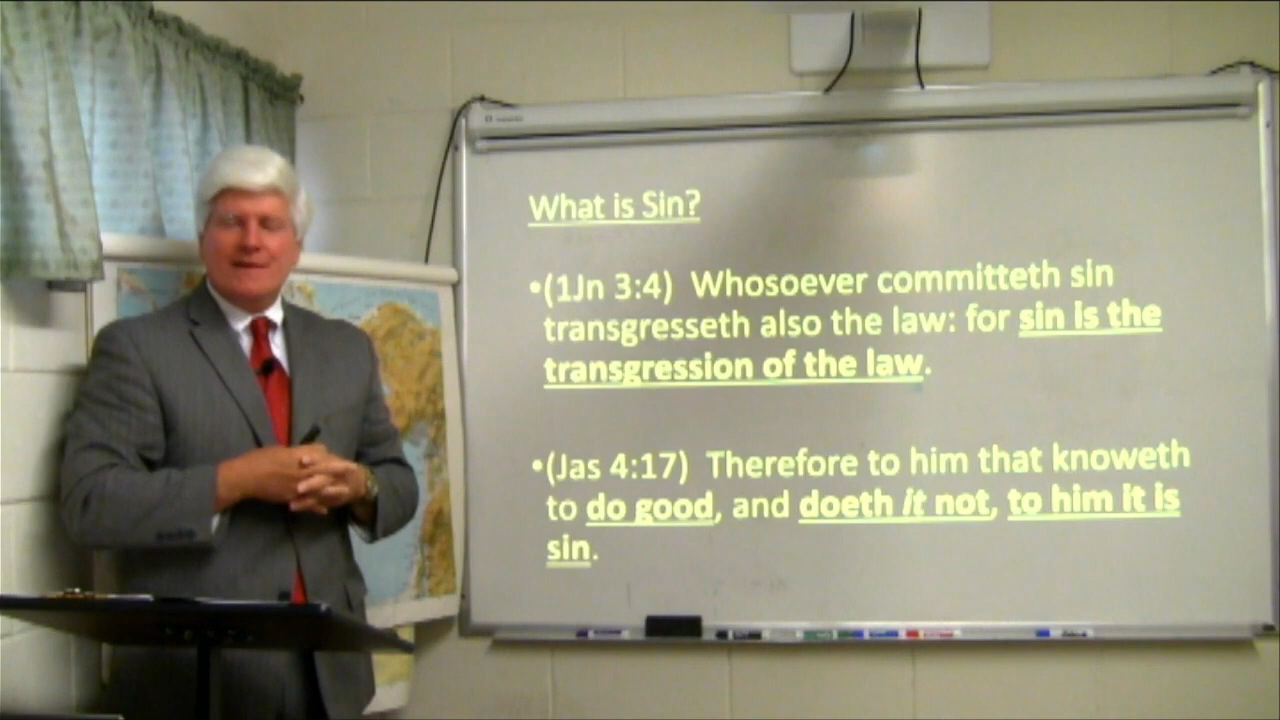 What is Sin?
•(1Jn 3:4) Whosoever committeth sin
transgresseth also the law: for sin is the
transgression of the law.
•(Jas 4:17) Therefore to him that knoweth
to do good, and doeth it not, to him it is
sin.